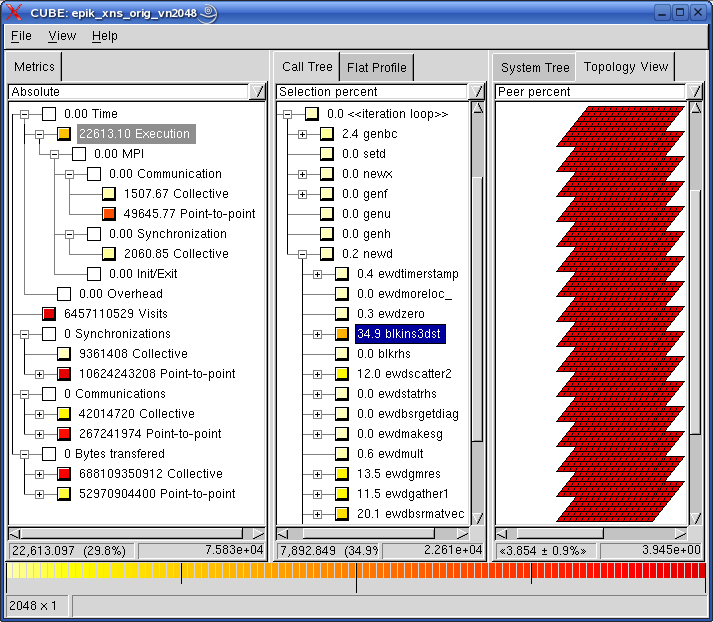 CUBE: epik_xns_orig_vn2048
File View Help
Metrics
Absolute
0.00 Time
22613.10 Execution
0.00 MPI
0.00 Communication
1507.67 Collective
49645.77 Point-to-point
0.00 Synchronization
2060.85 Collective
0.00 Init/Exit
0.00 Overhead
6457110529 Visits
0 Synchronizations
9361408 Collective
10624243208 Point-to-point
0 Communications
42014720 Collective
267241974 Point-to-point
0 Bytes transfered
688109350912 Collective
52970904400 Point-to-point
22,613.097 (29.8%) 7.583e+04
Call Tree Flat Profile
Selection percent
0.0 <<iteration loop>>
2.4 genbc
0.0 setd
0.0 newx
0.0 genf
0.0 genu
0.0 genh
0.2 newd
0.4 ewdtimerstamp
0.0 ewdmoreloc_
0.3 ewdzero
34.9 blkins3dst
0.0 blkrhs
12.0 ewdscatter2
0.0 ewdstatrhs
0.0 ewdbsrgetdiag
0.0 ewdmakesg
0.6 ewdmult
13.5 ewdgmres
11.5 ewdgather1
20.1 ewdbsrmatvec
7,892.849 (34.9% 2.261e+04
System Tree Topology View
Peer percent
«3.854 ± 0.9%» 3.945e+00
2048 x 1